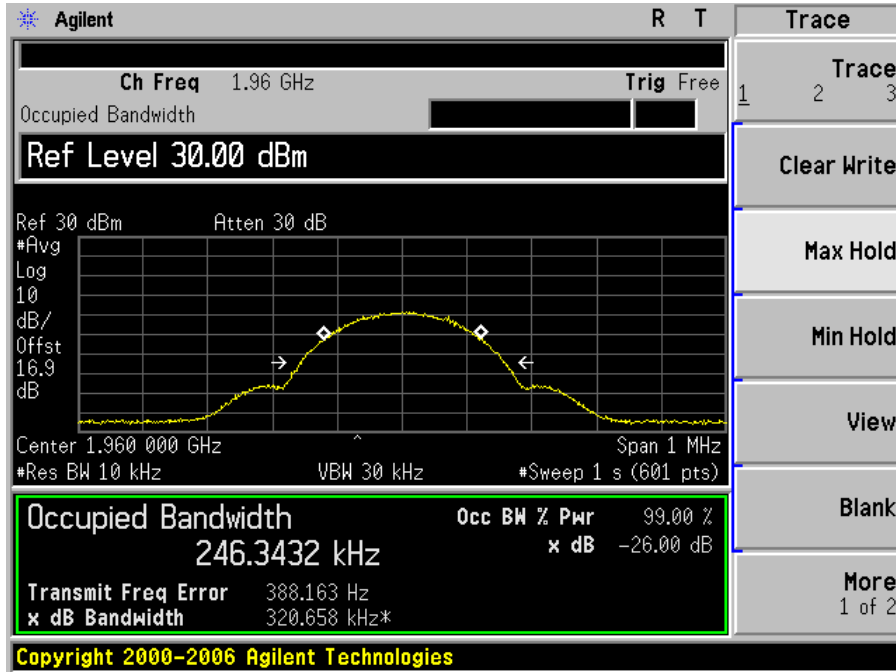 Agilent R T Trace
Ch Freq 1.96 GHz Trig Free
Occupied Bandwidth
Trace
1 2 3
Ref Level 30.00 dBm
Clear Write
Ref 30 dBm Atten 30 dB
#Avg
Log
10
dB/
Offst
16.9
dB
Max Hold
Min Hold
Center 1.960 000 GHz Span 1 MHz
#Res BW 10 kHz VBW 30 kHz #Sweep 1 s (601 pts)
View
Occupied Bandwidth Occ BW % Pwr 99.00 %
246.3432 kHz x dB -26.00 dB
Blank
Transmit Freq Error 388.163 Hz
x dB Bandwidth 320.658 kHz*
More
1 of 2
Copyright 2000-2006 Agilent Technologies